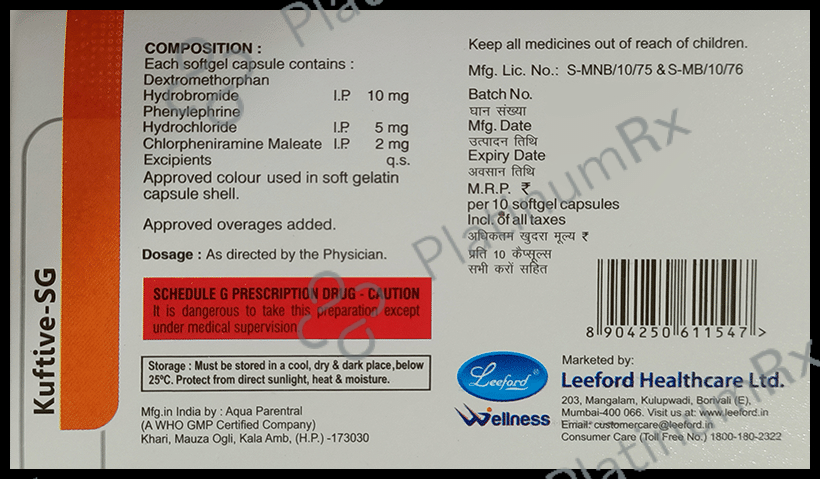 Kuftive-SG
COMPOSITION :
Each softgel capsule contains :
Dextromethorphan
Hydrobromide I.P. 10 mg
Phenylephrine
Hydrochloride I.P. 5 mg
Chlorpheniramine Maleate I.P. 2 mg
Excipients q.s.
Approved colour used in soft gelatin
capsule shell.
Approved overages added.
Dosage : As directed by the Physician.
SCHEDULE G PRESCRIPTION DRUG - CAUTION
It is dangerous to take this preparation except
under medical supervision
Storage : Must be stored in a cool, dry & dark place, below
25°C. Protect from direct sunlight, heat & moisture.
Mfg.in India by : Aqua Parentral
(A WHO GMP Certified Company)
Khari, Mauza Ogli, Kala Amb, (H.P.) -173030
Keep all medicines out of reach of children.
Mfg. Lic. No.: S-MNB/10/75 & S-MB/10/76
Batch No.
घान संख्या
Mfg. Date
उत्पादन तिथि
Expiry Date
अवसान तिथि
M.R.P. ₹
per 10 softgel capsules
Incl. of all taxes
अधिकतम खुदरा मूल्य ₹
प्रति 10 कैप्सूल्स
सभी करों सहित
8 904250 611547 >
Leeford®
Wellness
Marketed by:
Leeford Healthcare Ltd.
203, Mangalam, Kulupwadi, Borivali (E),
Mumbai-400 066. Visit us at: www.leeford.in
Email: customercare@leeford.in
Consumer Care (Toll Free No.) 1800-180-2322
PlatinumRx
PlatinumRx
PlatinumRx